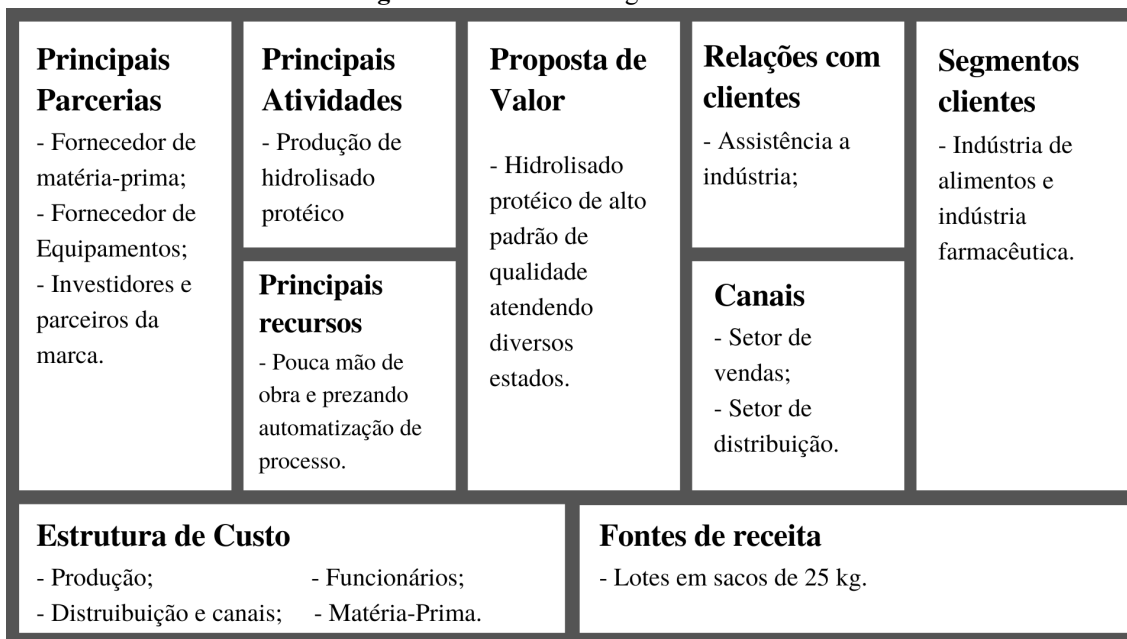 Principais
Parcerias
- Fornecedor de
matéria-prima;
- Fornecedor de
Equipamentos;
- Investidores e
parceiros da
marca.
Principais
Atividades
- Produção de
hidrolisado
protéico
Principais
recursos
- Pouca mão de
obra e prezando
automatização de
processo.
Proposta de
Valor
- Hidrolisado
protéico de alto
padrão de
qualidade
atendendo
diversos
estados.
Relações com
clientes
- Assistência a
indústria;
Canais
- Setor de
vendas;
- Setor de
distribuição.
Segmentos
clientes
- Indústria de
alimentos e
indústria
farmacêutica.
Estrutura de Custo
- Produção; - Funcionários;
- Distruibuição e canais; - Matéria-Prima.
Fontes de receita
- Lotes em sacos de 25 kg.